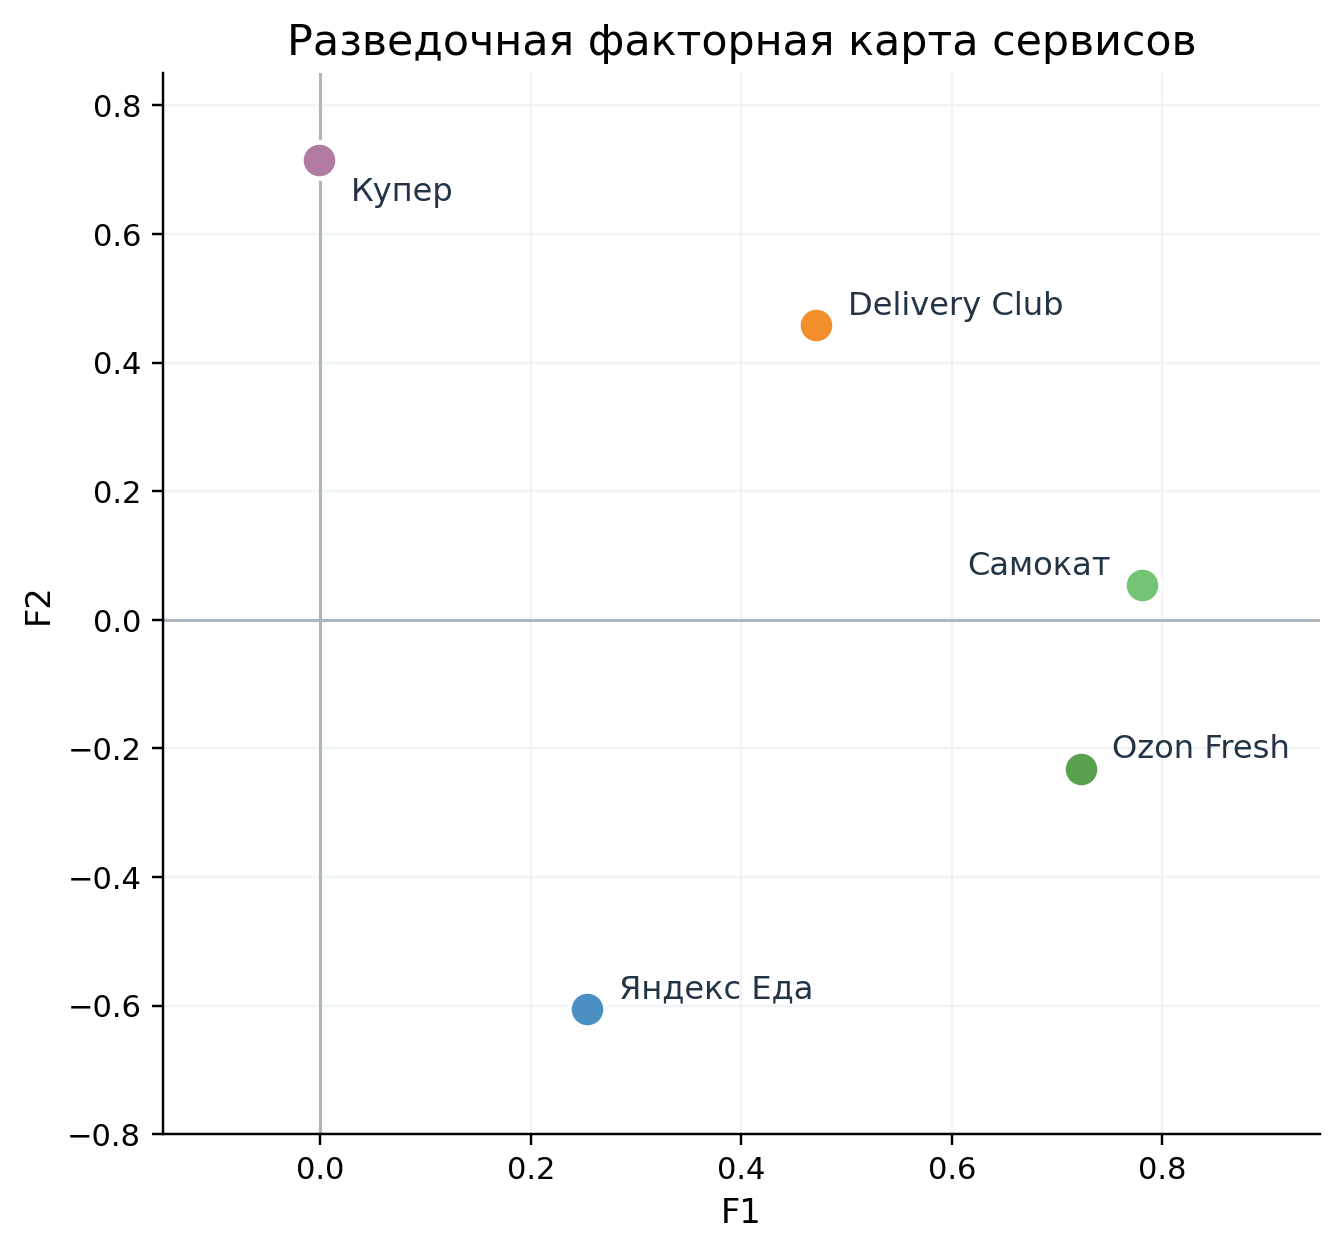 Разведочная факторная карта сервисов
0.8
Купер
0.6
Delivery Club
0.4
0.2
Самокат
0.0
F2
−0.2
Ozon Fresh
−0.4
Яндекс Еда
−0.6
−0.8
0.0 0.2 0.4 0.6 0.8
F1